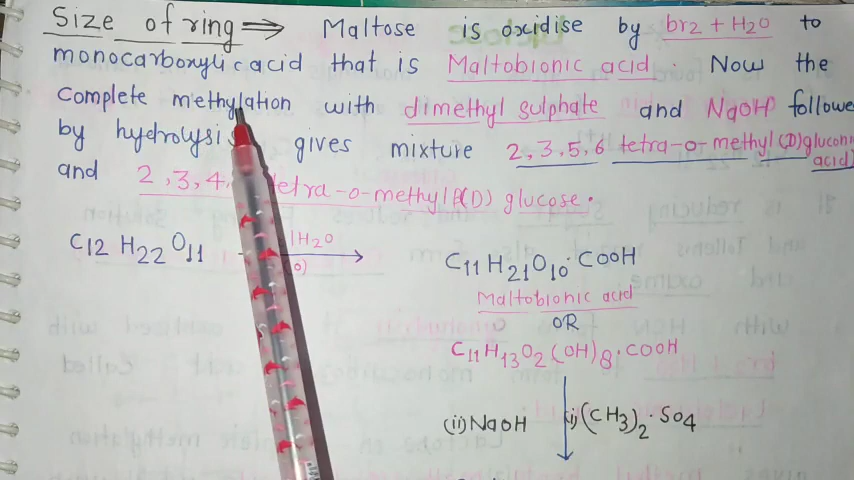 Size of ring ⟹ Maltose is oxidise by br2 + H2O to
monocarboxylic acid that is Maltobionic acid. Now the
Complete methylation with dimethyl sulphate and NaOH followe
by hydrolysis gives mixture 2,3,5,6 tetra-o-methyl(D)gluconi
acid
and 2,3,4, tetra-o-methyl(D) glucose.
C12 H22 O11 |H2O (o) → C11 H21 O10 · COOH
Maltobionic acid
OR
C11 H13 O2 (OH)8 · COOH
(ii) NaOH ↓ i) (CH3)2 · SO4